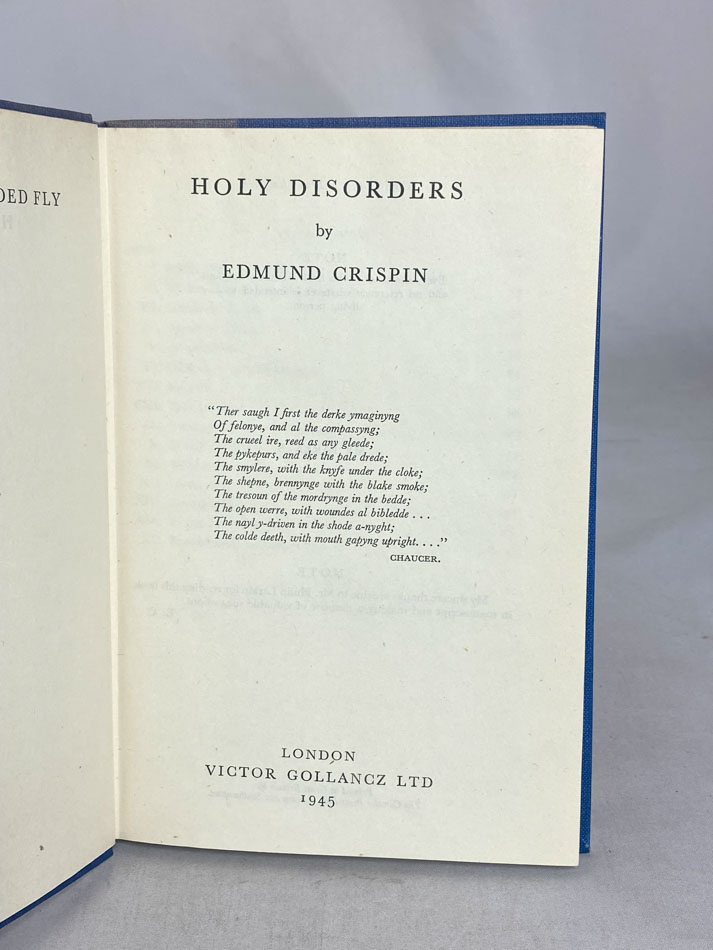 DED FLY
HOLY DISORDERS
by
EDMUND CRISPIN
“Ther saugh I first the derke ymaginyng
Of felonye, and al the compassyng;
The crueel ire, reed as any gleede;
The pykepurs, and eke the pale drede;
The smylere, with the knyfe under the cloke;
The shepne, brennynge with the blake smoke;
The tresoun of the mordrynge in the bedde;
The open werre, with woundes al bibledde . . .
The nayl y-driven in the shode a-nyght;
The colde deeth, with mouth gapyng upright. . . .”
CHAUCER.
LONDON
VICTOR GOLLANCZ LTD
1945